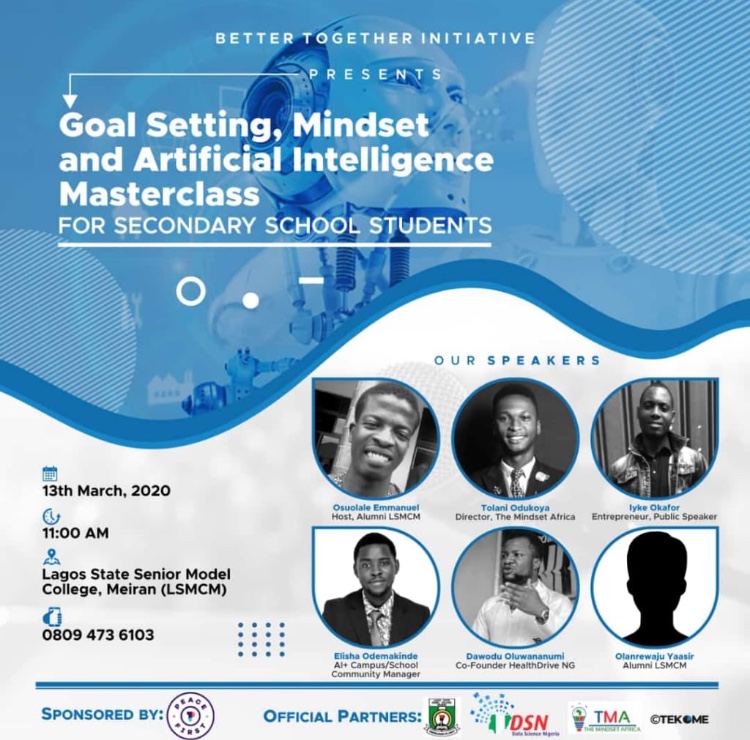 BETTER TOGETHER INITIATIVE
PRESENTS
Goal Setting, Mindset
and Artificial Intelligence
Masterclass
FOR SECONDARY SCHOOL STUDENTS
OUR SPEAKERS
Osuolale Emmanuel
Host, Alumni LSMCM
Tolani Odukoya
Director, The Mindset Africa
Iyke Okafor
Entrepreneur, Public Speaker
13th March, 2020
11:00 AM
Lagos State Senior Model
College, Meiran (LSMCM)
0809 473 6103
Elisha Odemakinde
AI+ Campus/School
Community Manager
Dawodu Oluwananumi
Co-Founder HealthDrive NG
Olanrewaju Yaasir
Alumni LSMCM
SPONSORED BY:
PEACE
FIRST
OFFICIAL PARTNERS:
DSN
Data Science Nigeria
TMA
THE MINDSET AFRICA
©TEKOME